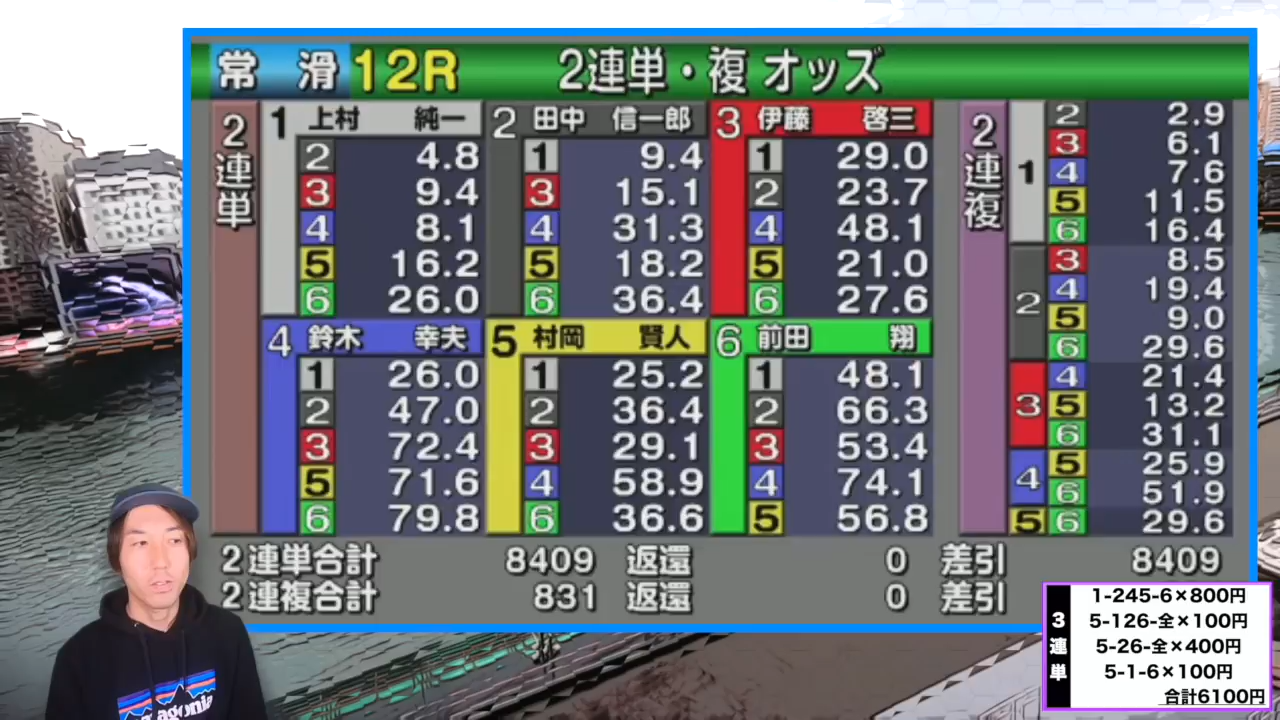 常 滑 12R 2連単・複 オッズ
2連単
1 上村 純一
2 4.8
3 9.4
4 8.1
5 16.2
6 26.0
2 田中 信一郎
1 9.4
3 15.1
4 31.3
5 18.2
6 36.4
3 伊藤 啓三
1 29.0
2 23.7
4 48.1
5 21.0
6 27.6
4 鈴木 幸夫
1 26.0
2 47.0
3 72.4
5 71.6
6 79.8
5 村岡 賢人
1 25.2
2 36.4
3 29.1
4 58.9
6 36.6
6 前田 翔
1 48.1
2 66.3
3 53.4
4 74.1
5 56.8
2連複
1
2 2.9
3 6.1
4 7.6
5 11.5
6 16.4
2
3 8.5
4 19.4
5 9.0
6 29.6
3
4 21.4
5 13.2
6 31.1
4
5 25.9
6 51.9
5 6 29.6
2連単合計 8409 返還 0 差引 8409
2連複合計 831 返還 0 差引
3連単
1-245-6×800円
5-126-全×100円
5-26-全×400円
5-1-6×100円
合計6100円
patagonia